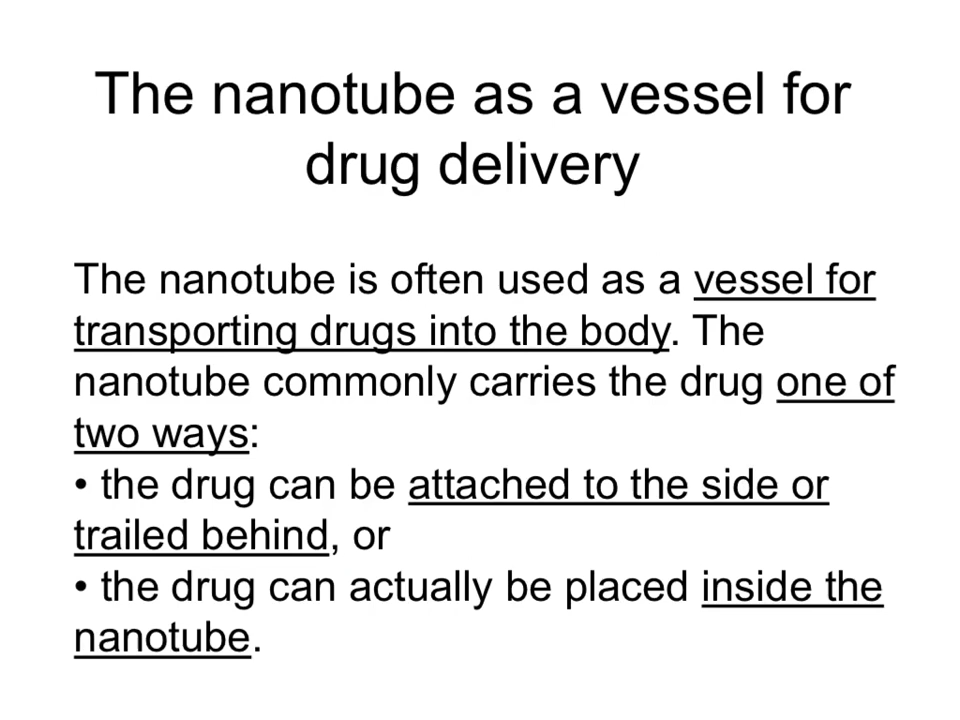 The nanotube as a vessel for
drug delivery
The nanotube is often used as a vessel for
transporting drugs into the body. The
nanotube commonly carries the drug one of
two ways:
• the drug can be attached to the side or
trailed behind, or
• the drug can actually be placed inside the
nanotube.